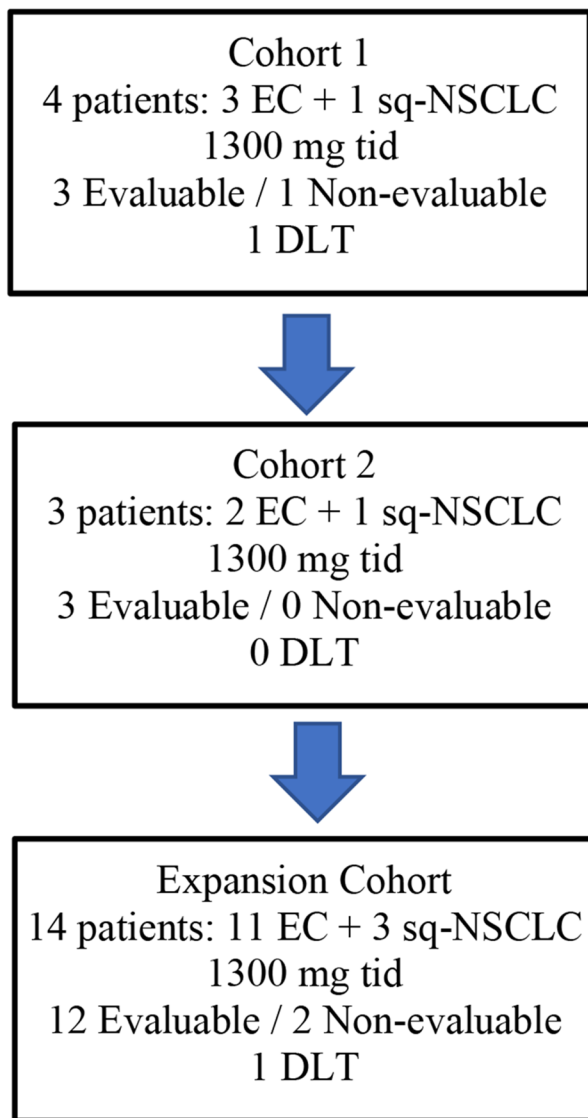 Cohort 1
4 patients: 3 EC + 1 sq-NSCLC
1300 mg tid
3 Evaluable / 1 Non-evaluable
1 DLT
Cohort 2
3 patients: 2 EC + 1 sq-NSCLC
1300 mg tid
3 Evaluable / 0 Non-evaluable
0 DLT
Expansion Cohort
14 patients: 11 EC + 3 sq-NSCLC
1300 mg tid
12 Evaluable / 2 Non-evaluable
1 DLT